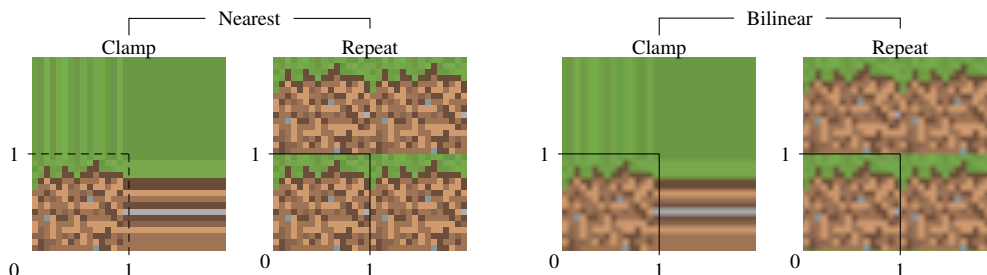 Nearest Bilinear
Clamp Repeat Clamp Repeat
1 1 1 1
0 1 0 1 0 1 0 1